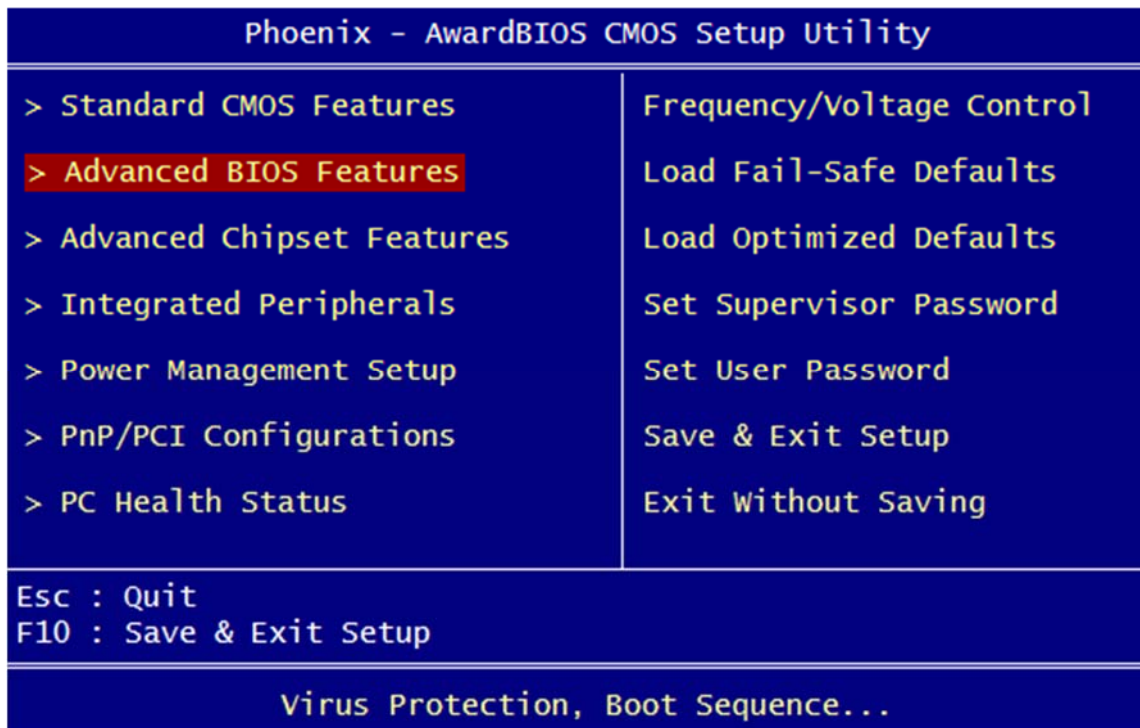 Phoenix - AwardBIOS CMOS Setup Utility
> Standard CMOS Features
> Advanced BIOS Features
> Advanced Chipset Features
> Integrated Peripherals
> Power Management Setup
> PnP/PCI Configurations
> PC Health Status
Frequency/Voltage Control
Load Fail-Safe Defaults
Load Optimized Defaults
Set Supervisor Password
Set User Password
Save & Exit Setup
Exit Without Saving
Esc : Quit
F10 : Save & Exit Setup
Virus Protection, Boot Sequence...